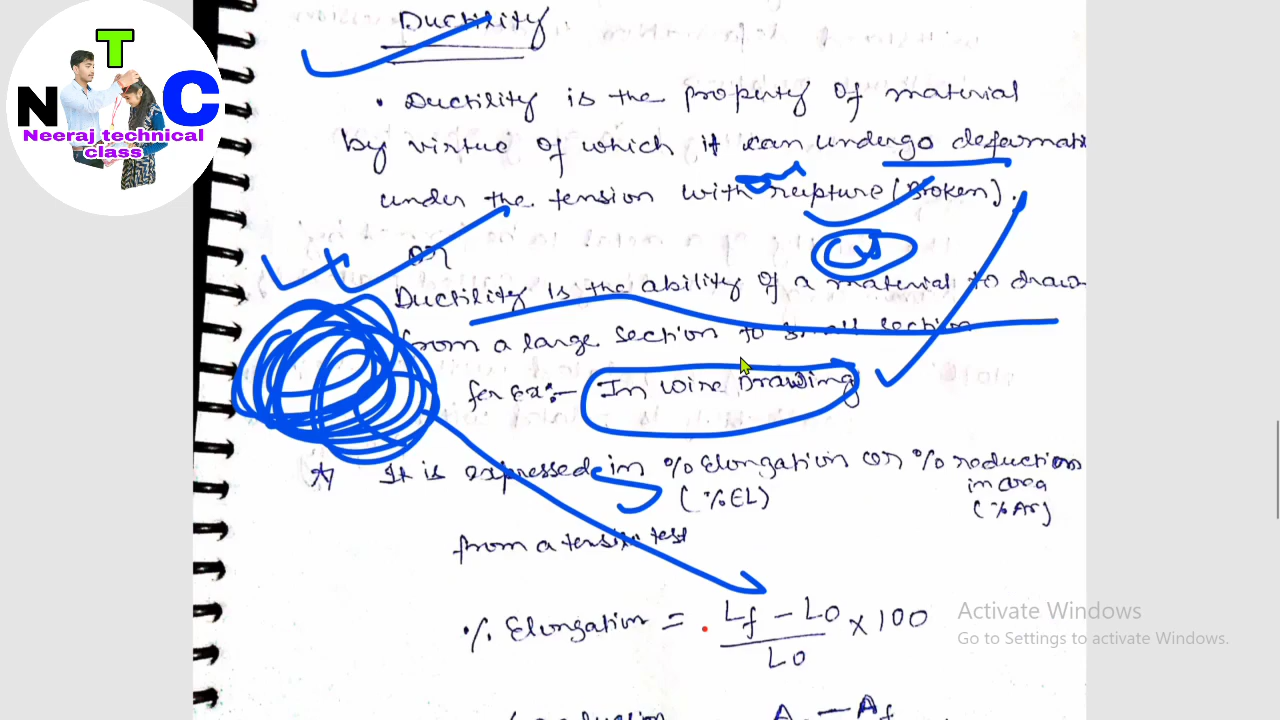 T
N C
Neeraj technical
class
Ductility
• Ductility is the property of material
by virtue of which it can undergo deformati
under the tension with rupture (Broken).
or
Ductility is the ability of a material to draw
from a large section to small section
for Ex:- In wire Drawing
☆ It is expressed in % Elongation or % reduction
in area
(%EL) (%Ar)
from a tension test
% Elongation = Lf - L0 × 100
L0
Activate Windows
Go to Settings to activate Windows.
A - Af